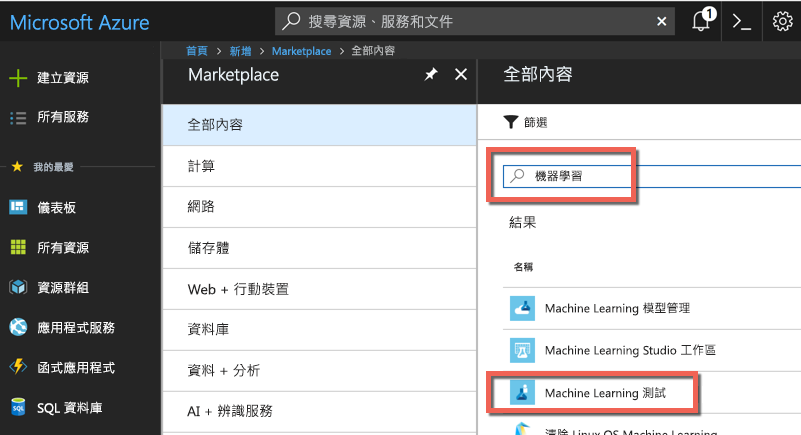 Microsoft Azure
搜尋資源、服務和文件
1
首頁 > 新增 > Marketplace > 全部內容
建立資源
所有服務
我的最愛
儀表板
所有資源
資源群組
應用程式服務
函式應用程式
SQL 資料庫
Marketplace
全部內容
計算
網路
儲存體
Web + 行動裝置
資料庫
資料 + 分析
AI + 辨識服務
全部內容
篩選
機器學習
結果
名稱
Machine Learning 模型管理
Machine Learning Studio 工作區
Machine Learning 測試
Linux OS Machine Learning